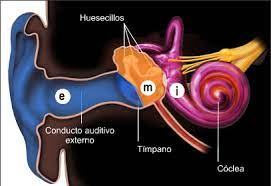 Huesecillos
e
m
i
Conducto auditivo
externo
Tímpano
Cóclea